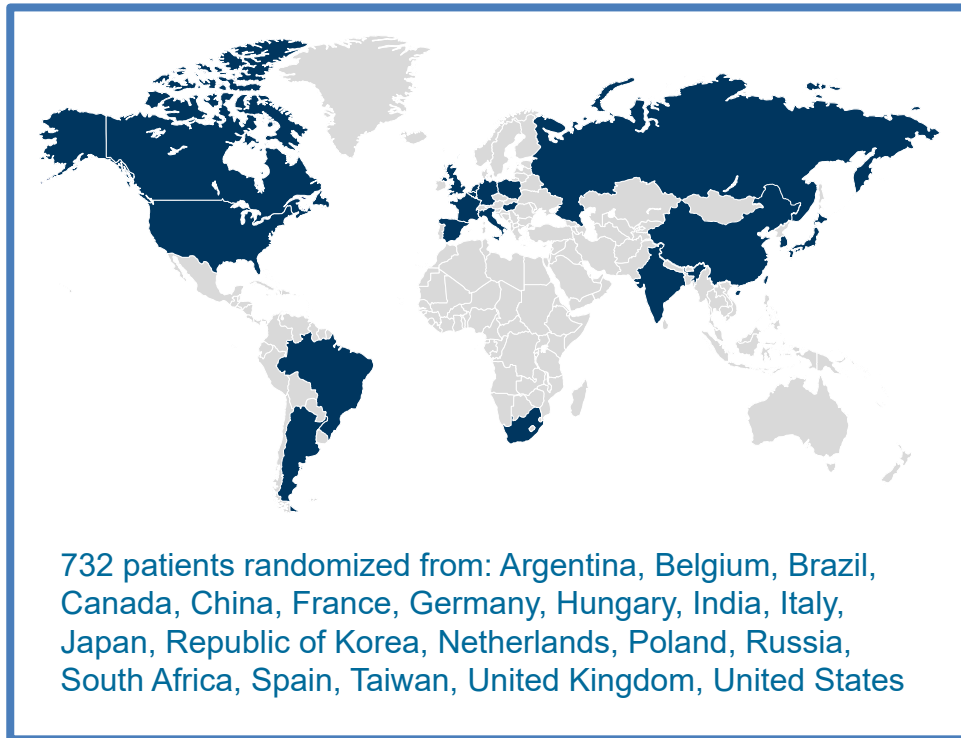 732 patients randomized from: Argentina, Belgium, Brazil,
Canada, China, France, Germany, Hungary, India, Italy,
Japan, Republic of Korea, Netherlands, Poland, Russia,
South Africa, Spain, Taiwan, United Kingdom, United States